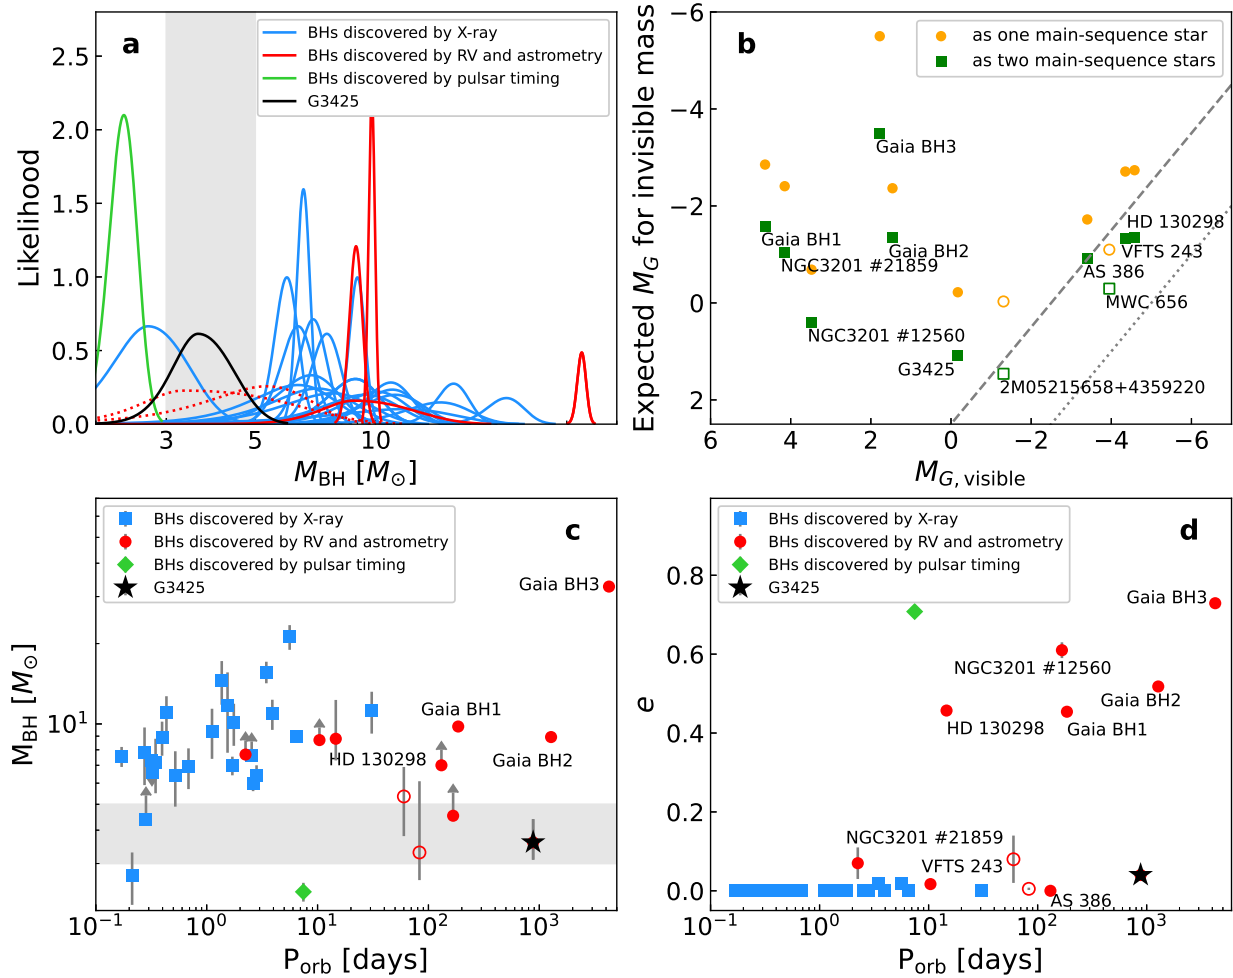 a
BHs discovered by X-ray
BHs discovered by RV and astrometry
BHs discovered by pulsar timing
G3425
Likelihood
2.5
2.0
1.5
1.0
0.5
0.0
3
5
10
M_BH [M_⊙]
b
as one main-sequence star
as two main-sequence stars
Expected M_G for invisible mass
−6
−4
−2
0
2
Gaia BH3
Gaia BH1
NGC3201 #21859
Gaia BH2
NGC3201 #12560
G3425
HD 130298
VFTS 243
AS 386
MWC 656
2M05215658+4359220
6
4
2
0
−2
−4
−6
M_G, visible
c
BHs discovered by X-ray
BHs discovered by RV and astrometry
BHs discovered by pulsar timing
G3425
M_BH [M_⊙]
10^1
Gaia BH3
Gaia BH1
HD 130298
Gaia BH2
10^−1
10^0
10^1
10^2
10^3
P_orb [days]
d
BHs discovered by X-ray
BHs discovered by RV and astrometry
BHs discovered by pulsar timing
G3425
e
0.8
0.6
0.4
0.2
0.0
Gaia BH3
NGC3201 #12560
Gaia BH2
HD 130298
Gaia BH1
NGC3201 #21859
VFTS 243
AS 386
10^−1
10^0
10^1
10^2
10^3
P_orb [days]